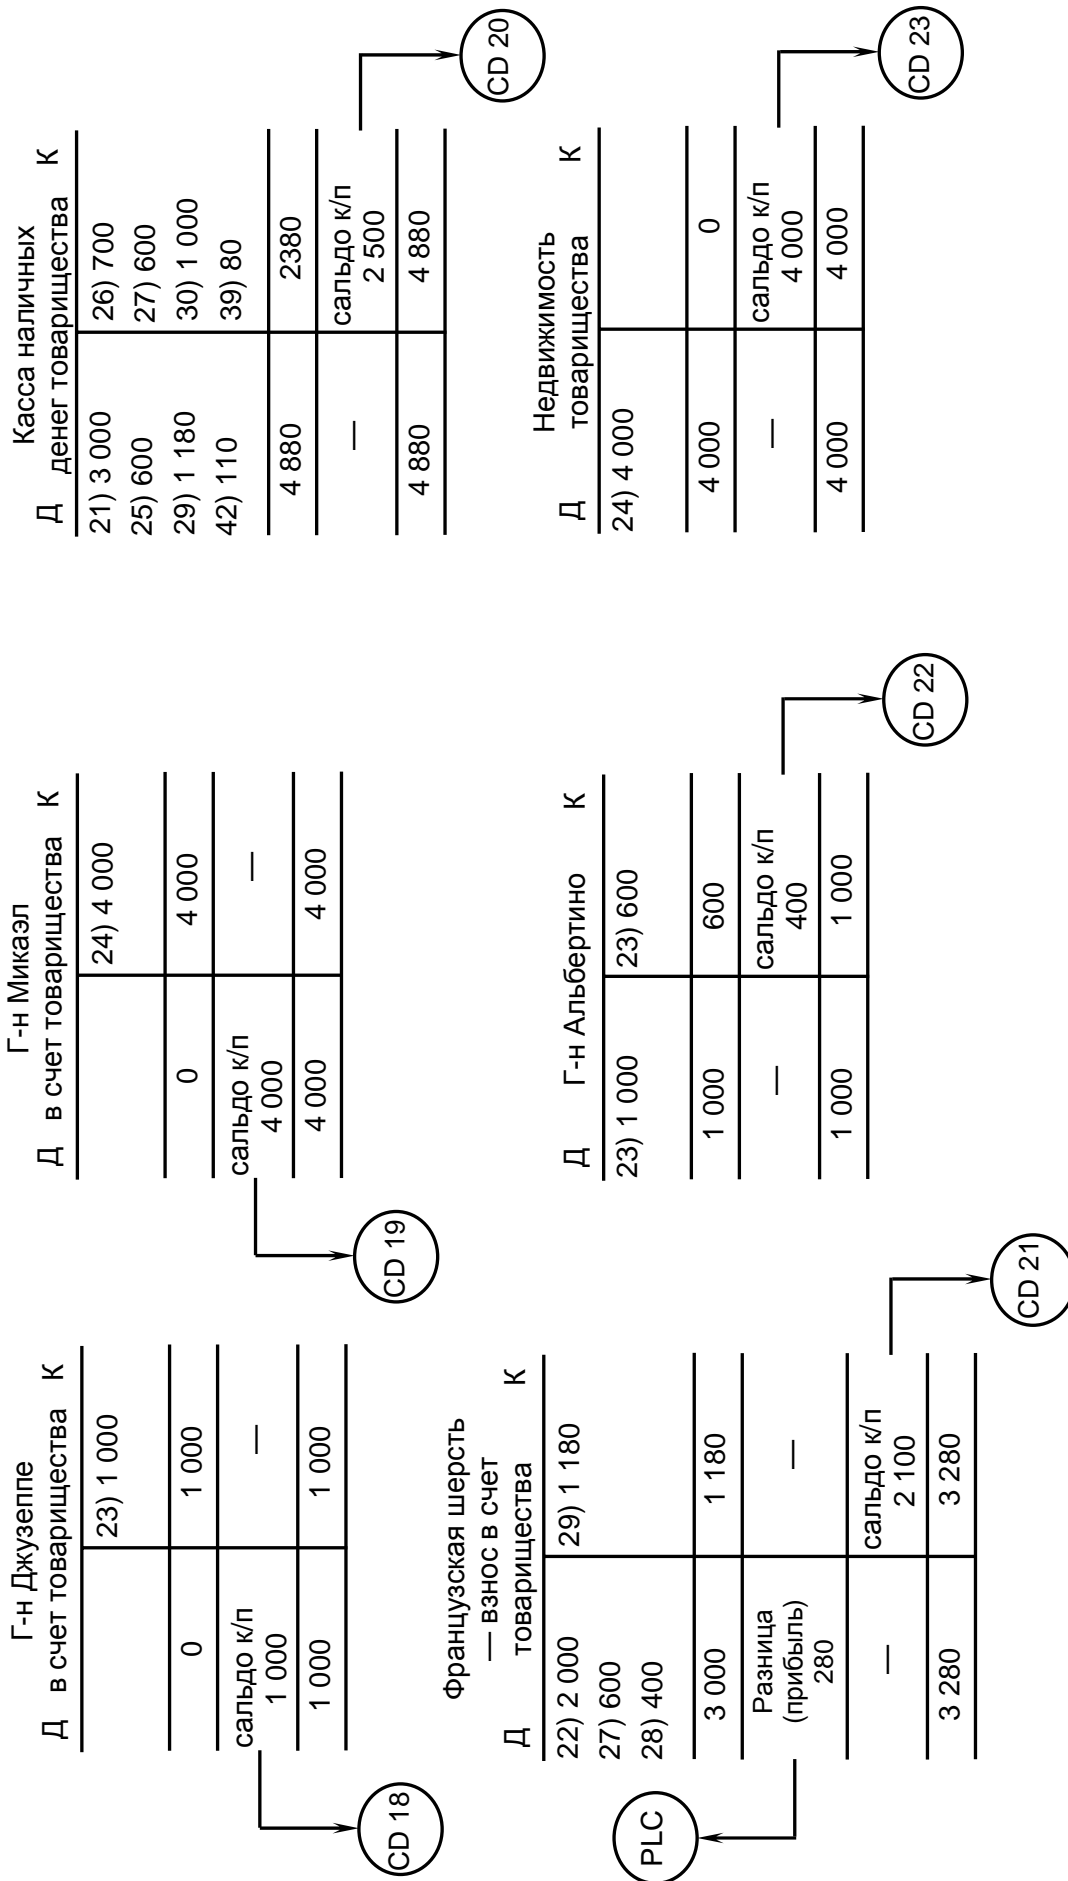 Г-н Джузеппе
Д в счет товарищества К
23) 1 000
0 1 000
сальдо к/п —
1 000
1 000 1 000
CD 18
Г-н Микаэл
Д в счет товарищества К
24) 4 000
0 4 000
сальдо к/п —
4 000
4 000 4 000
CD 19
Касса наличных
Д денег товарищества К
21) 3 000 26) 700
25) 600 27) 600
29) 1 180 30) 1 000
42) 110 39) 80
4 880 2380
— сальдо к/п
2 500
4 880 4 880
CD 20
Французская шерсть
— взнос в счет
Д товарищества К
22) 2 000 29) 1 180
27) 600
28) 400
3 000 1 180
Разница —
(прибыль)
280
— сальдо к/п
2 100
3 280 3 280
PLC
CD 21
Д Г-н Альбертино К
23) 1 000 23) 600
1 000 600
— сальдо к/п
400
1 000 1 000
CD 22
Недвижимость
Д товарищества К
24) 4 000
4 000 0
— сальдо к/п
4 000
4 000 4 000
CD 23